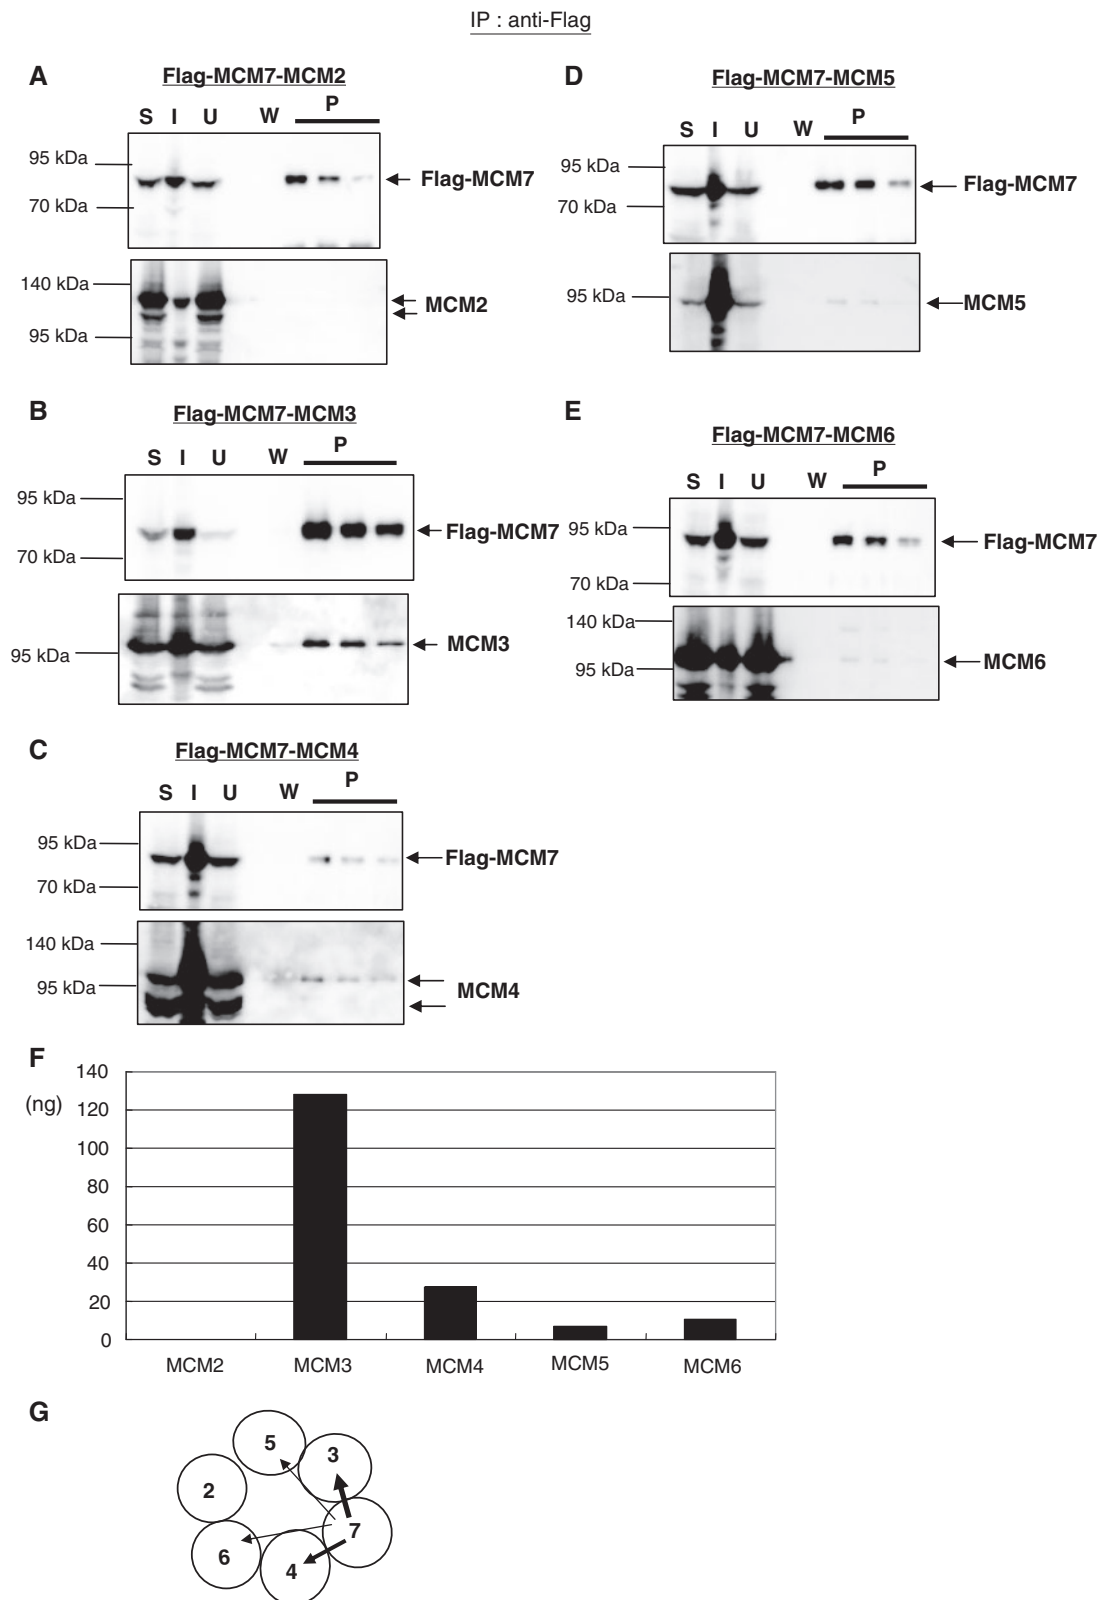 IP : anti-Flag
A
Flag-MCM7-MCM2
P
S I U W
95 kDa
Flag-MCM7
70 kDa
140 kDa
MCM2
95 kDa
B
Flag-MCM7-MCM3
P
S I U W
95 kDa
Flag-MCM7
70 kDa
MCM3
95 kDa
C
Flag-MCM7-MCM4
P
S I U W
95 kDa
Flag-MCM7
70 kDa
140 kDa
95 kDa
MCM4
D
Flag-MCM7-MCM5
P
S I U W
95 kDa
Flag-MCM7
70 kDa
95 kDa
MCM5
E
Flag-MCM7-MCM6
P
S I U W
95 kDa
Flag-MCM7
70 kDa
140 kDa
MCM6
95 kDa
F
(ng)
140
120
100
80
60
40
20
0
MCM2 MCM3 MCM4 MCM5 MCM6
G
5
3
2
7
6
4